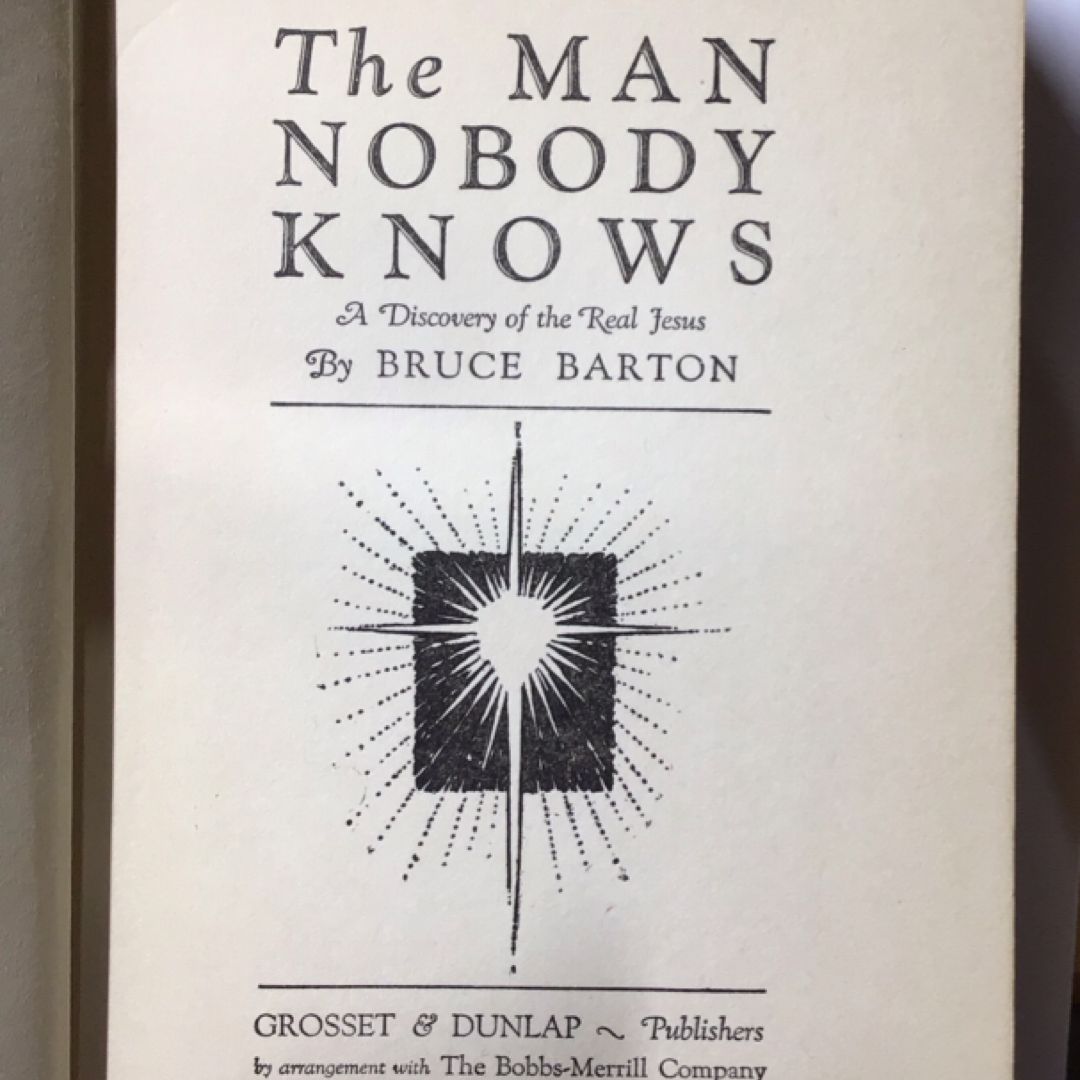 The MAN
NOBODY
KNOWS
A Discovery of the Real Jesus
By BRUCE BARTON
GROSSET & DUNLAP ~ Publishers
by arrangement with The Bobbs-Merrill Company